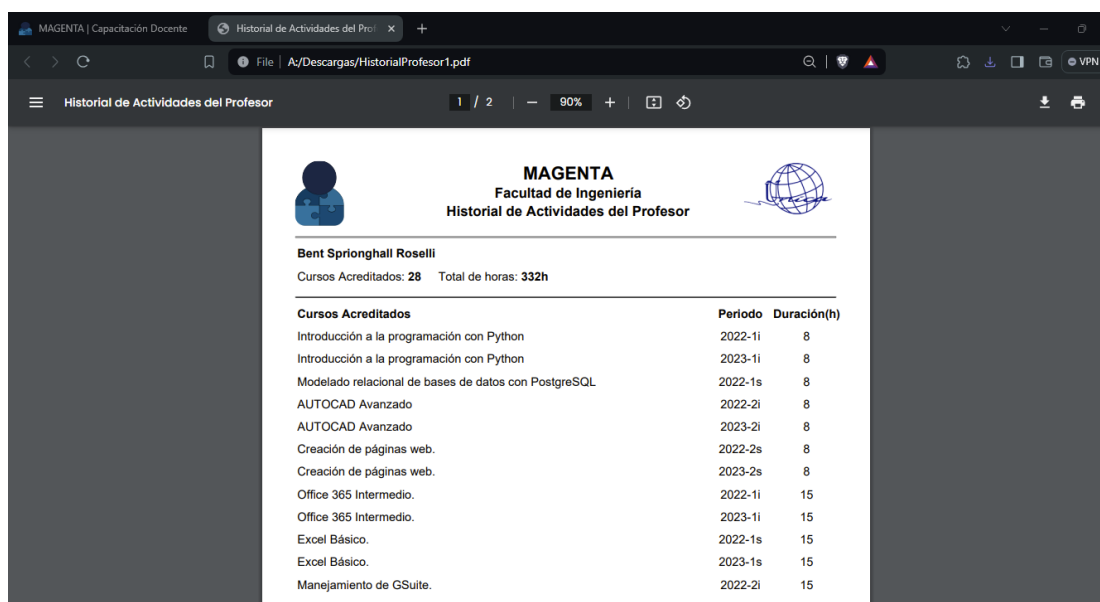 MAGENTA | Capacitación Docente
Historial de Actividades del Prof
File
A:/Descargas/HistorialProfesor1.pdf
VPN
Historial de Actividades del Profesor
1 / 2
90%
MAGENTA
Facultad de Ingeniería
Historial de Actividades del Profesor
Bent Sprionghall Roselli
Cursos Acreditados: 28 Total de horas: 332h
Cursos Acreditados Periodo Duración(h)
Introducción a la programación con Python 2022-1i 8
Introducción a la programación con Python 2023-1i 8
Modelado relacional de bases de datos con PostgreSQL 2022-1s 8
AUTOCAD Avanzado 2022-2i 8
AUTOCAD Avanzado 2023-2i 8
Creación de páginas web. 2022-2s 8
Creación de páginas web. 2023-2s 8
Office 365 Intermedio. 2022-1i 15
Office 365 Intermedio. 2023-1i 15
Excel Básico. 2022-1s 15
Excel Básico. 2023-1s 15
Manejamiento de GSuite. 2022-2i 15